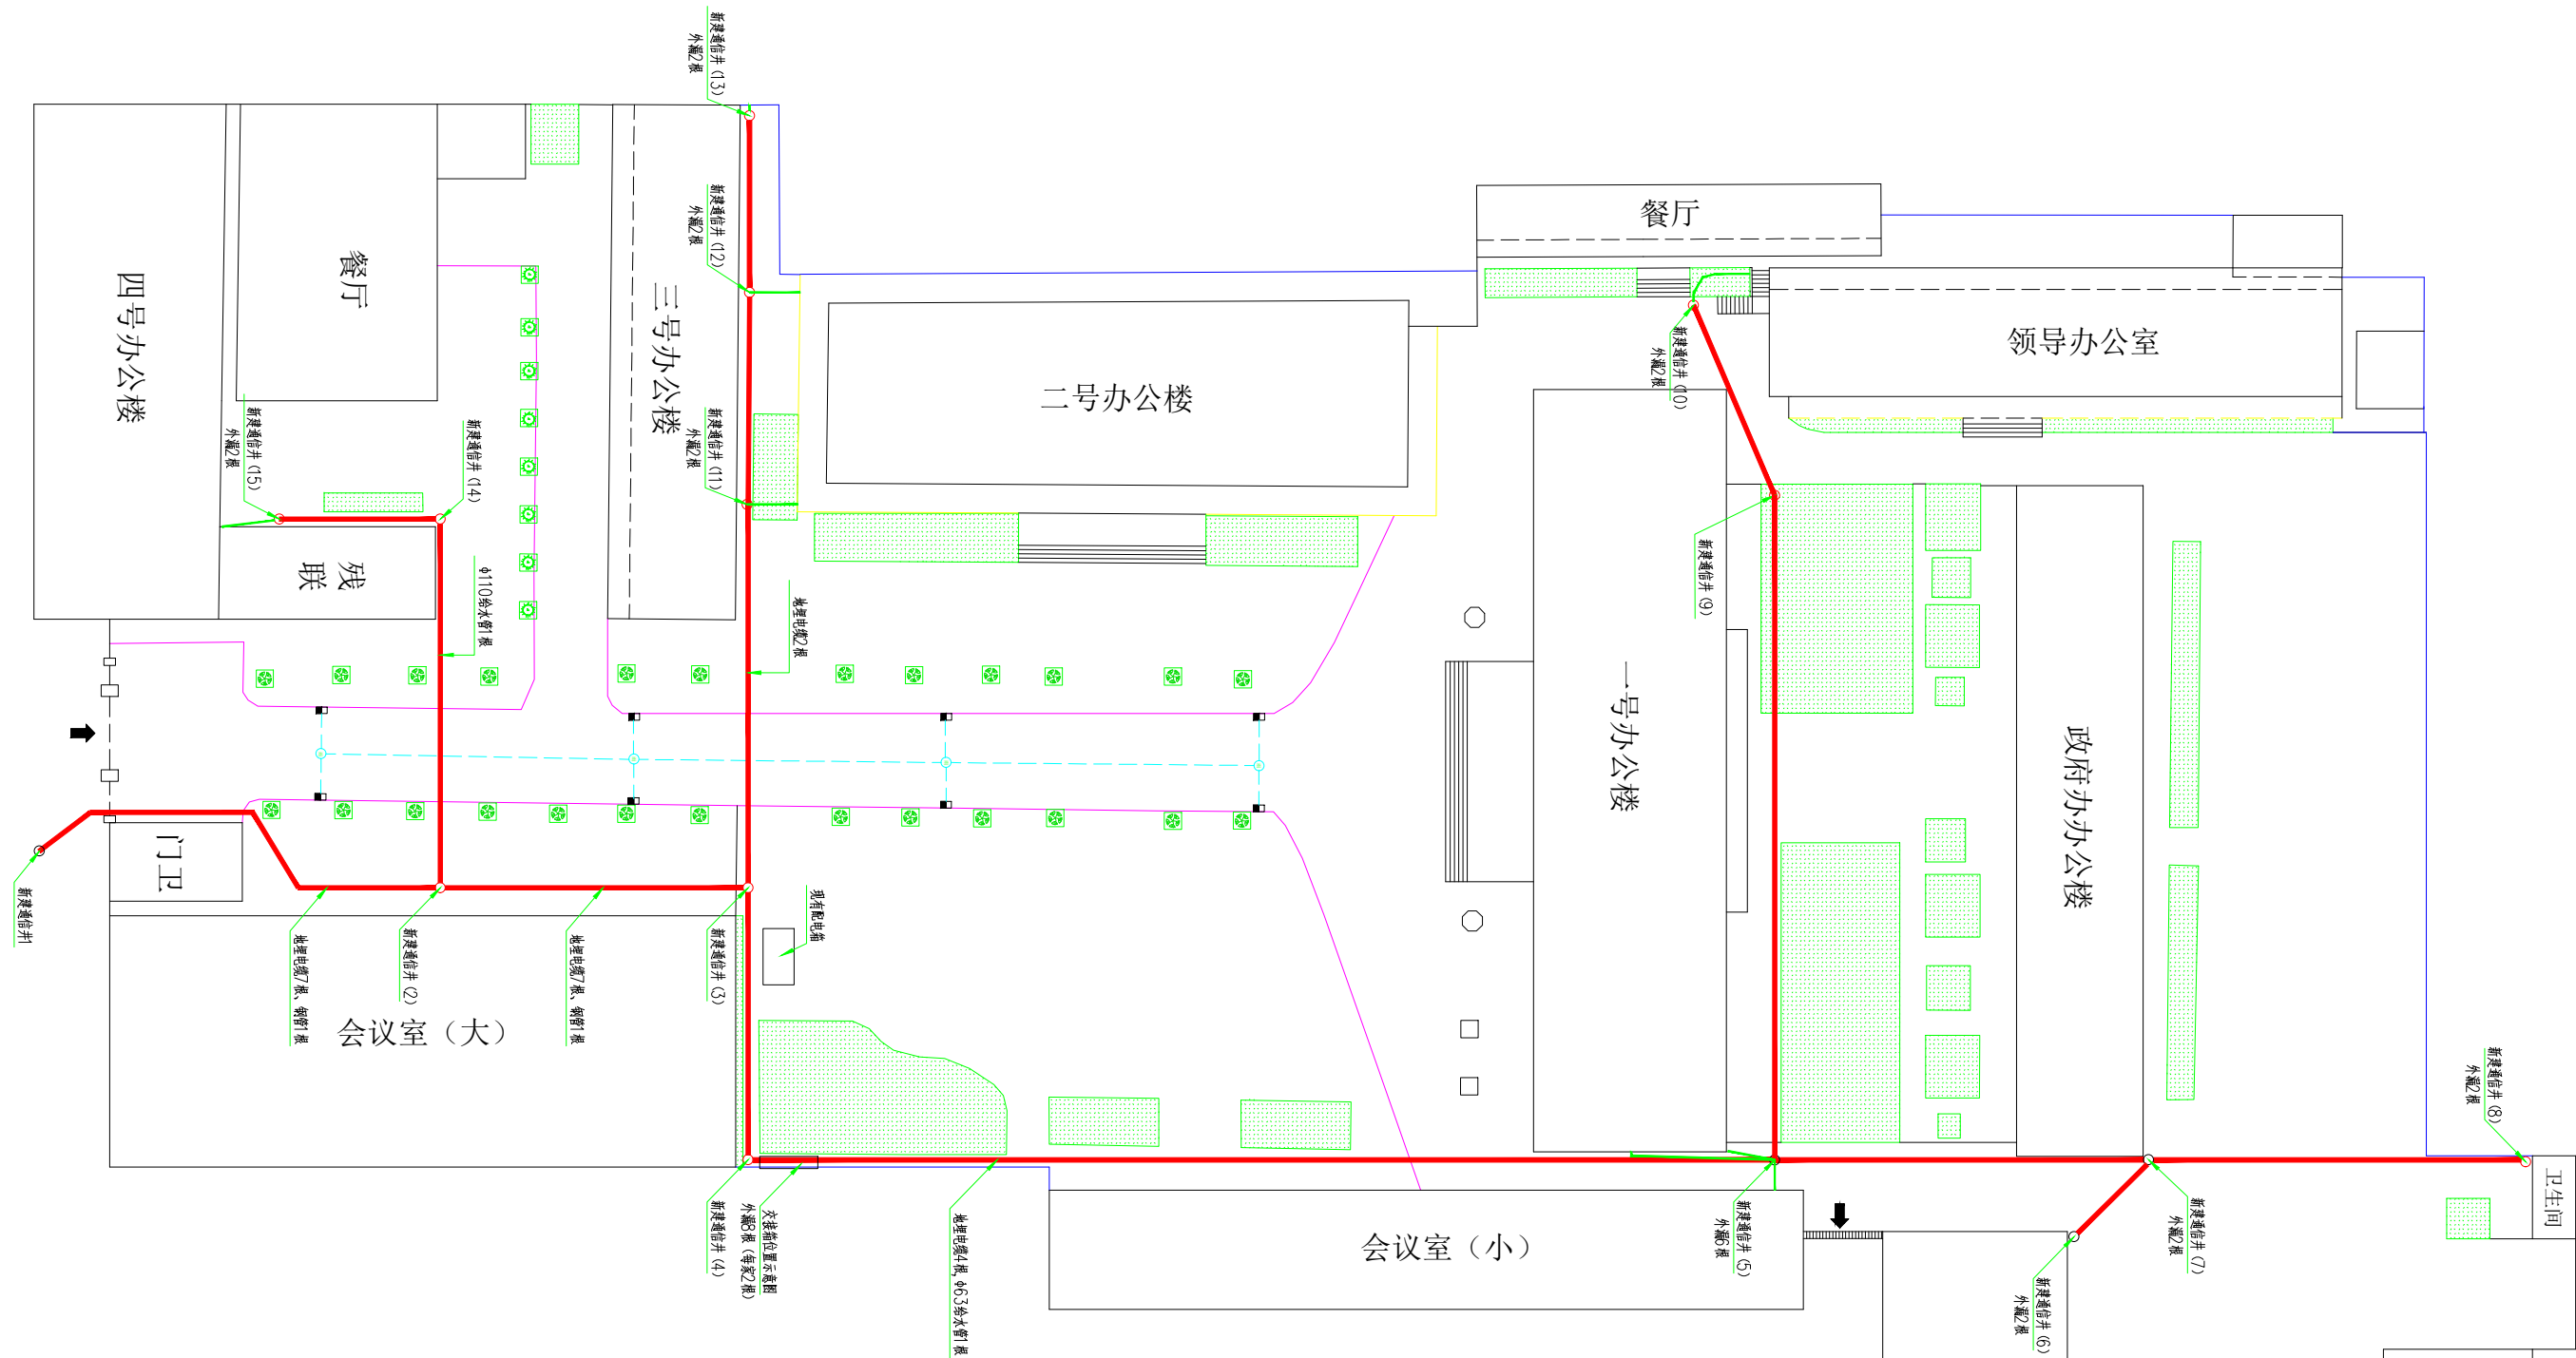 新建通信井 (13)
外漏2根
新建通信井 (12)
外漏2根
新建通信井 (11)
外漏2根
餐厅
领导办公室
新建通信井 (10)
外漏2根
四号办公楼
餐厅
三号办公楼
二号办公楼
新建通信井 (15)
外漏2根
新建通信井 (14)
新建通信井 (9)
残
联
φ110给水管1根
地埋电缆2根
一号办公楼
政府办办公楼
门卫
新建通信井1
地埋电缆7根、钢管1根
新建通信井 (2)
地埋电缆7根、钢管1根
新建通信井 (3)
现有配电箱
会议室（大）
新建通信井 (8)
外漏2根
卫生间
新建通信井 (4)
交接箱位置示意图
外漏8根 (每家2根)
地埋电缆4根, φ63给水管1根
会议室（小）
新建通信井 (5)
外漏6根
新建通信井 (7)
外漏2根
新建通信井 (6)
外漏2根